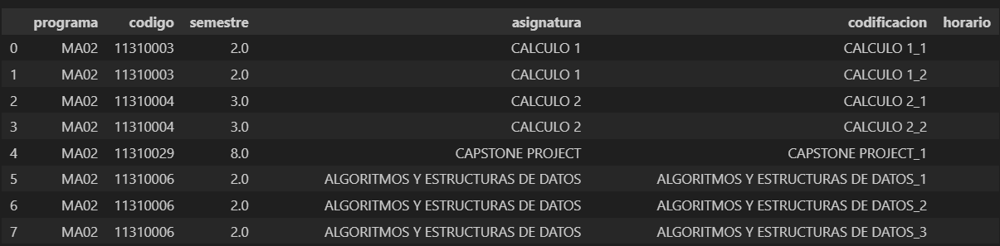 programa codigo semestre asignatura codificacion horario
0 MA02 11310003 2.0 CALCULO 1 CALCULO 1_1
1 MA02 11310003 2.0 CALCULO 1 CALCULO 1_2
2 MA02 11310004 3.0 CALCULO 2 CALCULO 2_1
3 MA02 11310004 3.0 CALCULO 2 CALCULO 2_2
4 MA02 11310029 8.0 CAPSTONE PROJECT CAPSTONE PROJECT_1
5 MA02 11310006 2.0 ALGORITMOS Y ESTRUCTURAS DE DATOS ALGORITMOS Y ESTRUCTURAS DE DATOS_1
6 MA02 11310006 2.0 ALGORITMOS Y ESTRUCTURAS DE DATOS ALGORITMOS Y ESTRUCTURAS DE DATOS_2
7 MA02 11310006 2.0 ALGORITMOS Y ESTRUCTURAS DE DATOS ALGORITMOS Y ESTRUCTURAS DE DATOS_3